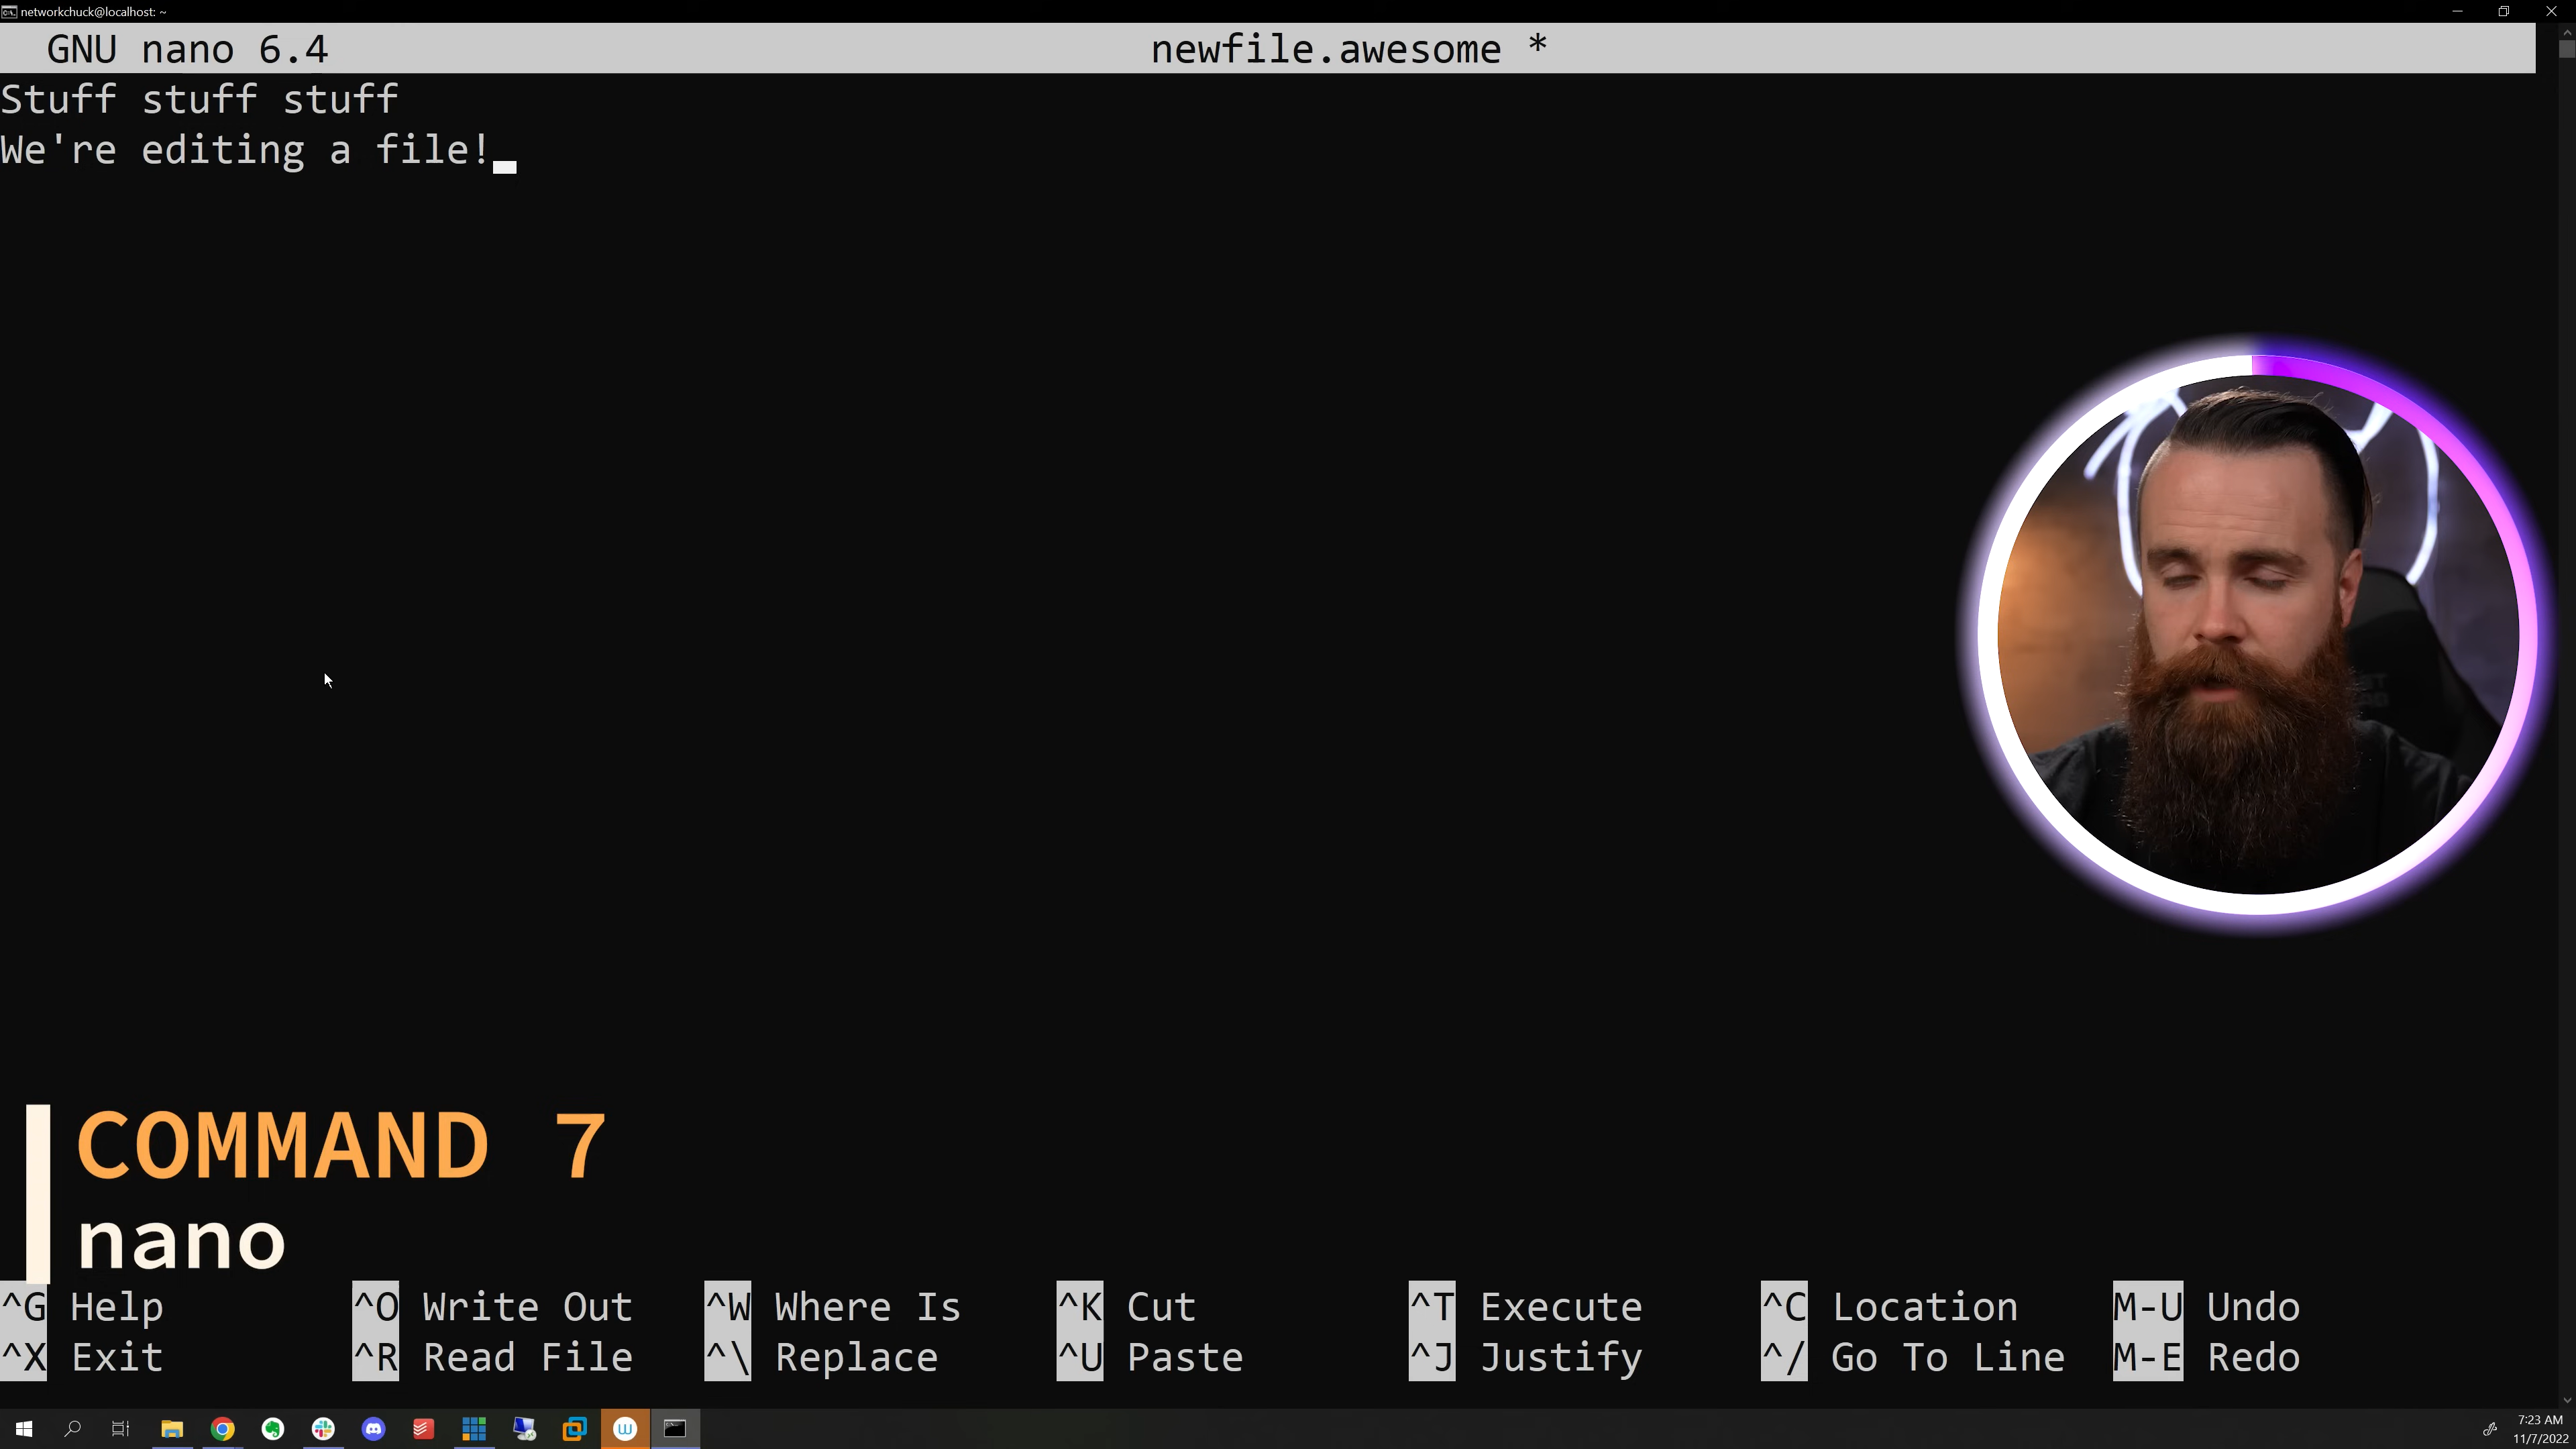 networkchuck@localhost: ~
GNU nano 6.4 newfile.awesome *
Stuff stuff stuff
We're editing a file!
COMMAND 7
nano
^G Help ^O Write Out ^W Where Is ^K Cut ^T Execute ^C Location M-U Undo
^X Exit ^R Read File ^\ Replace ^U Paste ^J Justify ^/ Go To Line M-E Redo
7:23 AM
11/7/2022